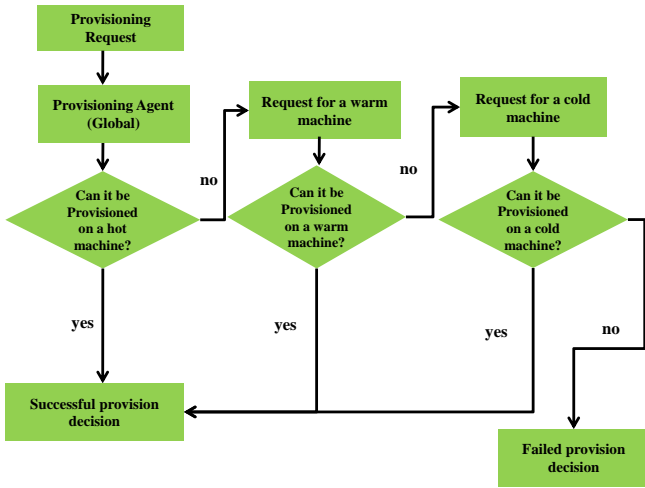 Provisioning
Request
Provisioning Agent
(Global)
Can it be
Provisioned
on a hot
machine?
yes
no
Request for a warm
machine
Can it be
Provisioned
on a warm
machine?
yes
no
Request for a cold
machine
Can it be
Provisioned
on a cold
machine?
yes
no
Successful provision
decision
Failed provision
decision